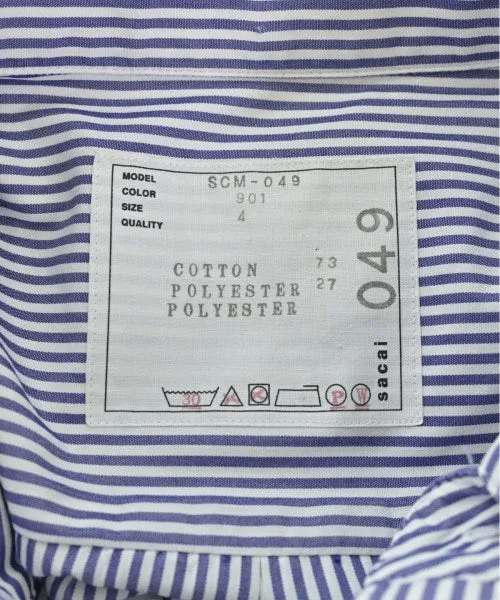 MODEL SCM-049
COLOR 901
SIZE 4
QUALITY
COTTON 73
POLYESTER 27
POLYESTER
30 P W
sacai 049